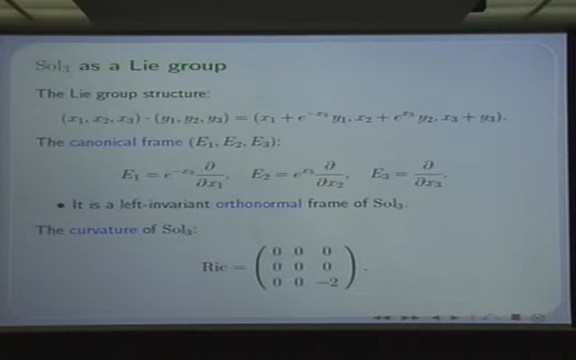 Sol₃ as a Lie group
The Lie group structure:
(x₁, x₂, x₃) · (y₁, y₂, y₃) = (x₁ + e^{-x₃} y₁, x₂ + e^{x₃} y₂, x₃ + y₃).
The canonical frame (E₁, E₂, E₃):
E₁ = e^{-x₃} ∂/∂x₁, E₂ = e^{x₃} ∂/∂x₂, E₃ = ∂/∂x₃.
• It is a left-invariant orthonormal frame of Sol₃.
The curvature of Sol₃:
0 0 0
Ric = ( 0 0 0 ) .
0 0 −2